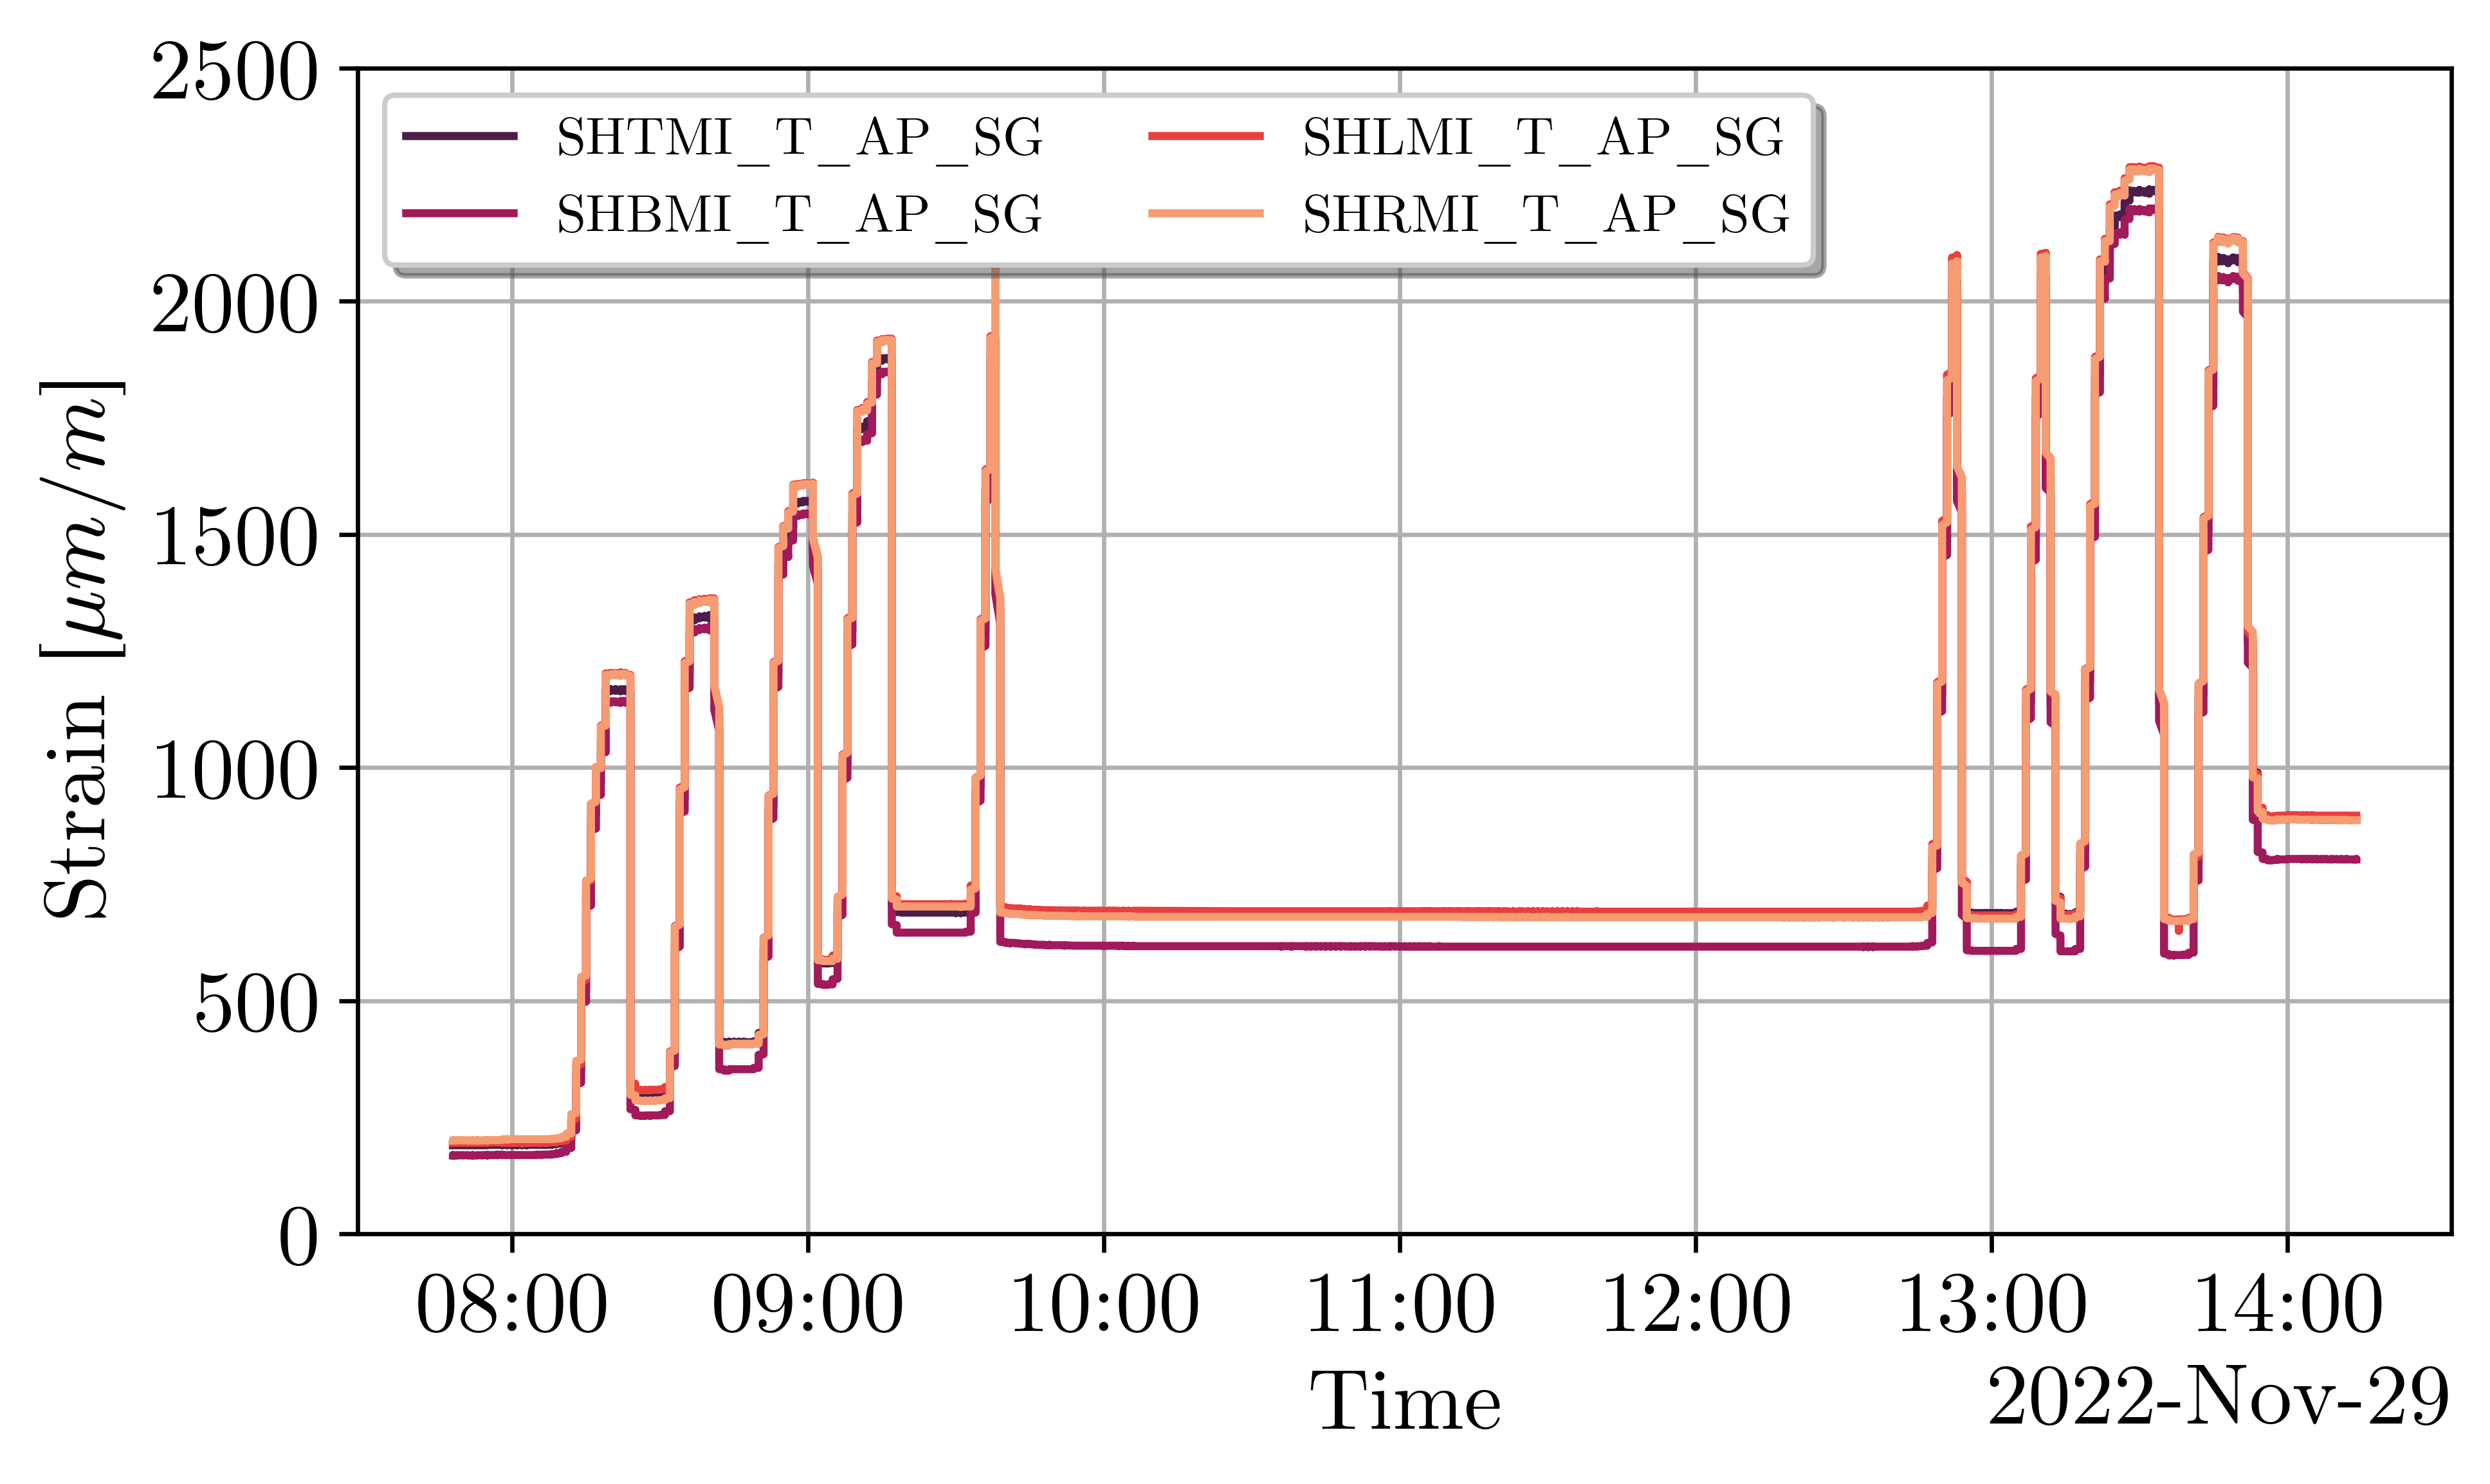 2500
2000
1500
1000
500
0
Strain [μm/m]
SHTMI_T_AP_SG
SHBMI_T_AP_SG
SHLMI_T_AP_SG
SHRMI_T_AP_SG
08:00 09:00 10:00 11:00 12:00 13:00 14:00
Time
2022-Nov-29